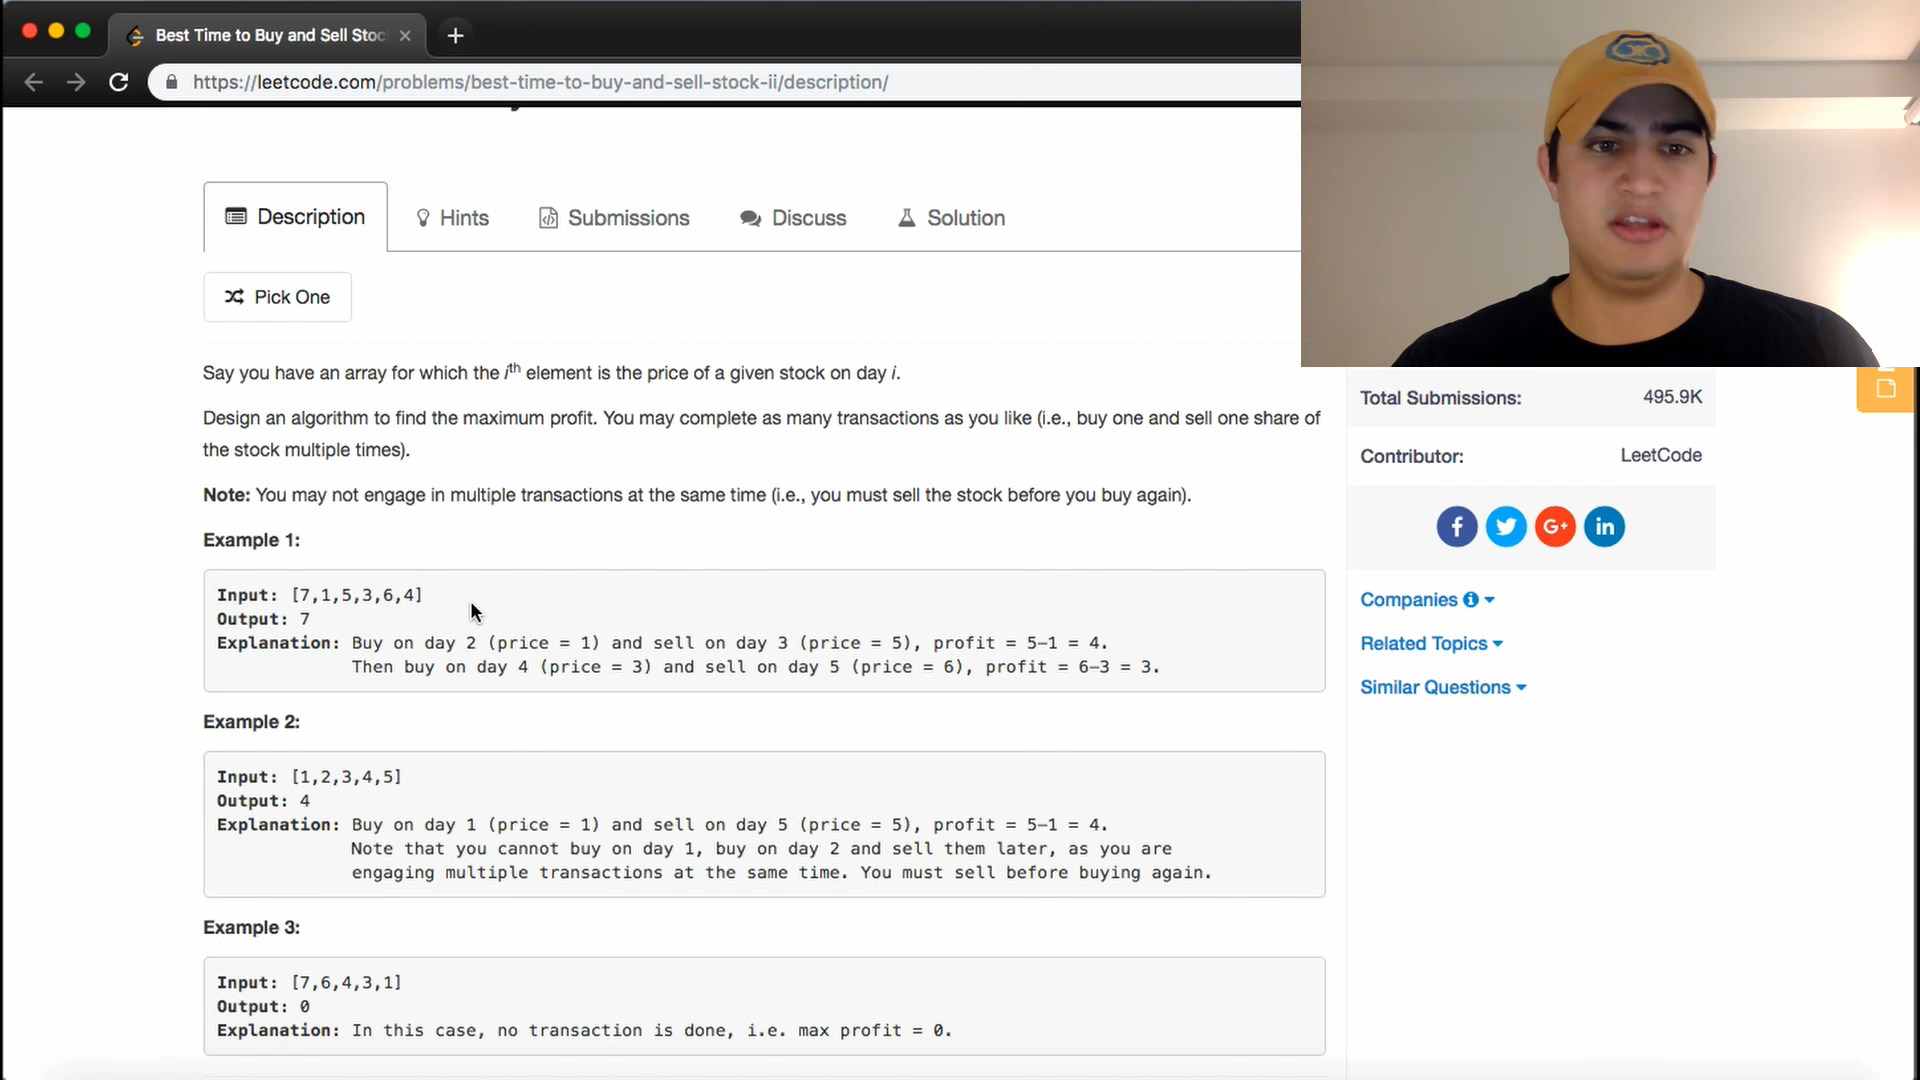 Best Time to Buy and Sell Stoc
https://leetcode.com/problems/best-time-to-buy-and-sell-stock-ii/description/
Description
Hints
Submissions
Discuss
Solution
Pick One
Say you have an array for which the ith element is the price of a given stock on day i.
Design an algorithm to find the maximum profit. You may complete as many transactions as you like (i.e., buy one and sell one share of
the stock multiple times).
Note: You may not engage in multiple transactions at the same time (i.e., you must sell the stock before you buy again).
Example 1:
Input: [7,1,5,3,6,4]
Output: 7
Explanation: Buy on day 2 (price = 1) and sell on day 3 (price = 5), profit = 5-1 = 4.
Then buy on day 4 (price = 3) and sell on day 5 (price = 6), profit = 6-3 = 3.
Example 2:
Input: [1,2,3,4,5]
Output: 4
Explanation: Buy on day 1 (price = 1) and sell on day 5 (price = 5), profit = 5-1 = 4.
Note that you cannot buy on day 1, buy on day 2 and sell them later, as you are
engaging multiple transactions at the same time. You must sell before buying again.
Example 3:
Input: [7,6,4,3,1]
Output: 0
Explanation: In this case, no transaction is done, i.e. max profit = 0.
Total Submissions: 495.9K
Contributor: LeetCode
f
G+
in
Companies
Related Topics
Similar Questions